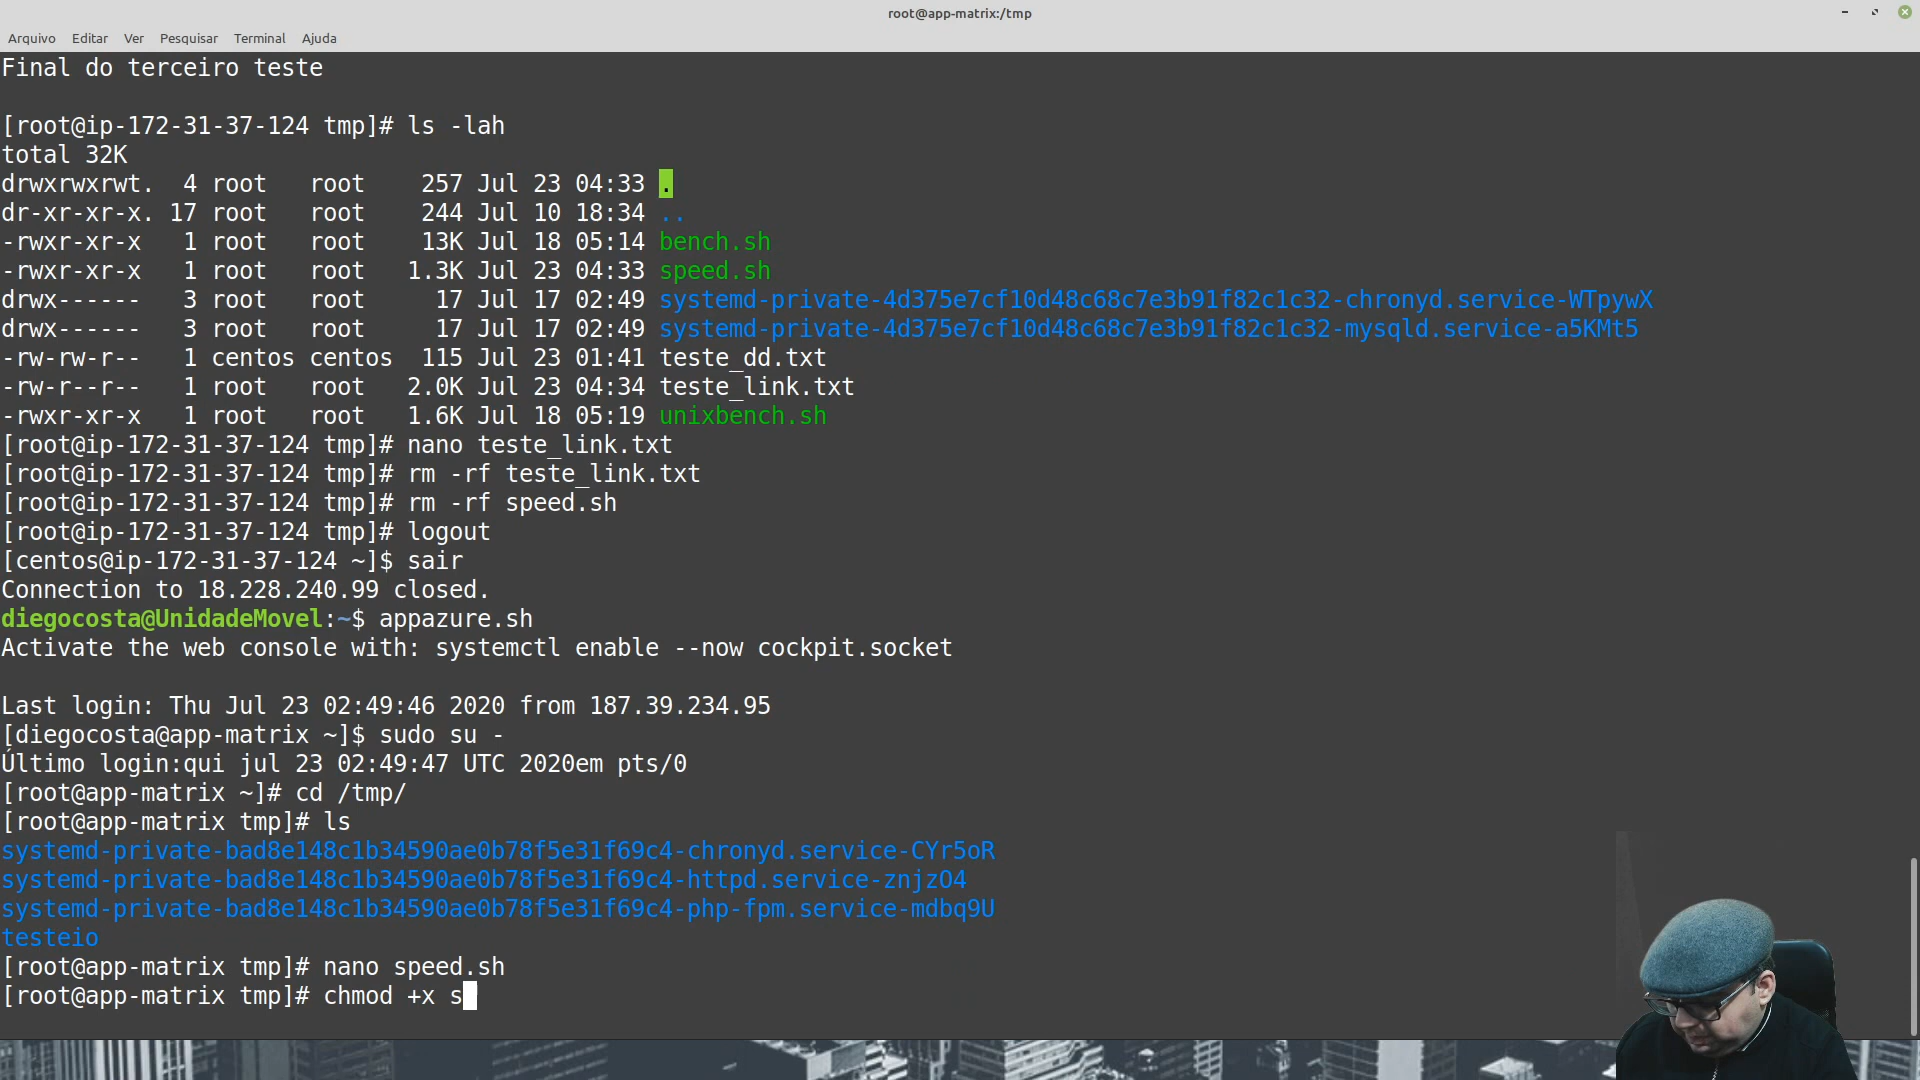 root@app-matrix:/tmp
Arquivo Editar Ver Pesquisar Terminal Ajuda
Final do terceiro teste
[root@ip-172-31-37-124 tmp]# ls -lah
total 32K
drwxrwxrwt.  4 root   root    257 Jul 23 04:33 .
dr-xr-xr-x. 17 root   root    244 Jul 10 18:34 ..
-rwxr-xr-x   1 root   root    13K Jul 18 05:14 bench.sh
-rwxr-xr-x   1 root   root   1.3K Jul 23 04:33 speed.sh
drwx------   3 root   root     17 Jul 17 02:49 systemd-private-4d375e7cf10d48c68c7e3b91f82c1c32-chronyd.service-WTpywX
drwx------   3 root   root     17 Jul 17 02:49 systemd-private-4d375e7cf10d48c68c7e3b91f82c1c32-mysqld.service-a5KMt5
-rw-rw-r--   1 centos centos  115 Jul 23 01:41 teste_dd.txt
-rw-r--r--   1 root   root   2.0K Jul 23 04:34 teste_link.txt
-rwxr-xr-x   1 root   root   1.6K Jul 18 05:19 unixbench.sh
[root@ip-172-31-37-124 tmp]# nano teste_link.txt
[root@ip-172-31-37-124 tmp]# rm -rf teste_link.txt
[root@ip-172-31-37-124 tmp]# rm -rf speed.sh
[root@ip-172-31-37-124 tmp]# logout
[centos@ip-172-31-37-124 ~]$ sair
Connection to 18.228.240.99 closed.
diegocosta@UnidadeMovel:~$ appazure.sh
Activate the web console with: systemctl enable --now cockpit.socket
Last login: Thu Jul 23 02:49:46 2020 from 187.39.234.95
[diegocosta@app-matrix ~]$ sudo su -
Último login:qui jul 23 02:49:47 UTC 2020em pts/0
[root@app-matrix ~]# cd /tmp/
[root@app-matrix tmp]# ls
systemd-private-bad8e148c1b34590ae0b78f5e31f69c4-chronyd.service-CYr5oR
systemd-private-bad8e148c1b34590ae0b78f5e31f69c4-httpd.service-znjzO4
systemd-private-bad8e148c1b34590ae0b78f5e31f69c4-php-fpm.service-mdbq9U
testeio
[root@app-matrix tmp]# nano speed.sh
[root@app-matrix tmp]# chmod +x s